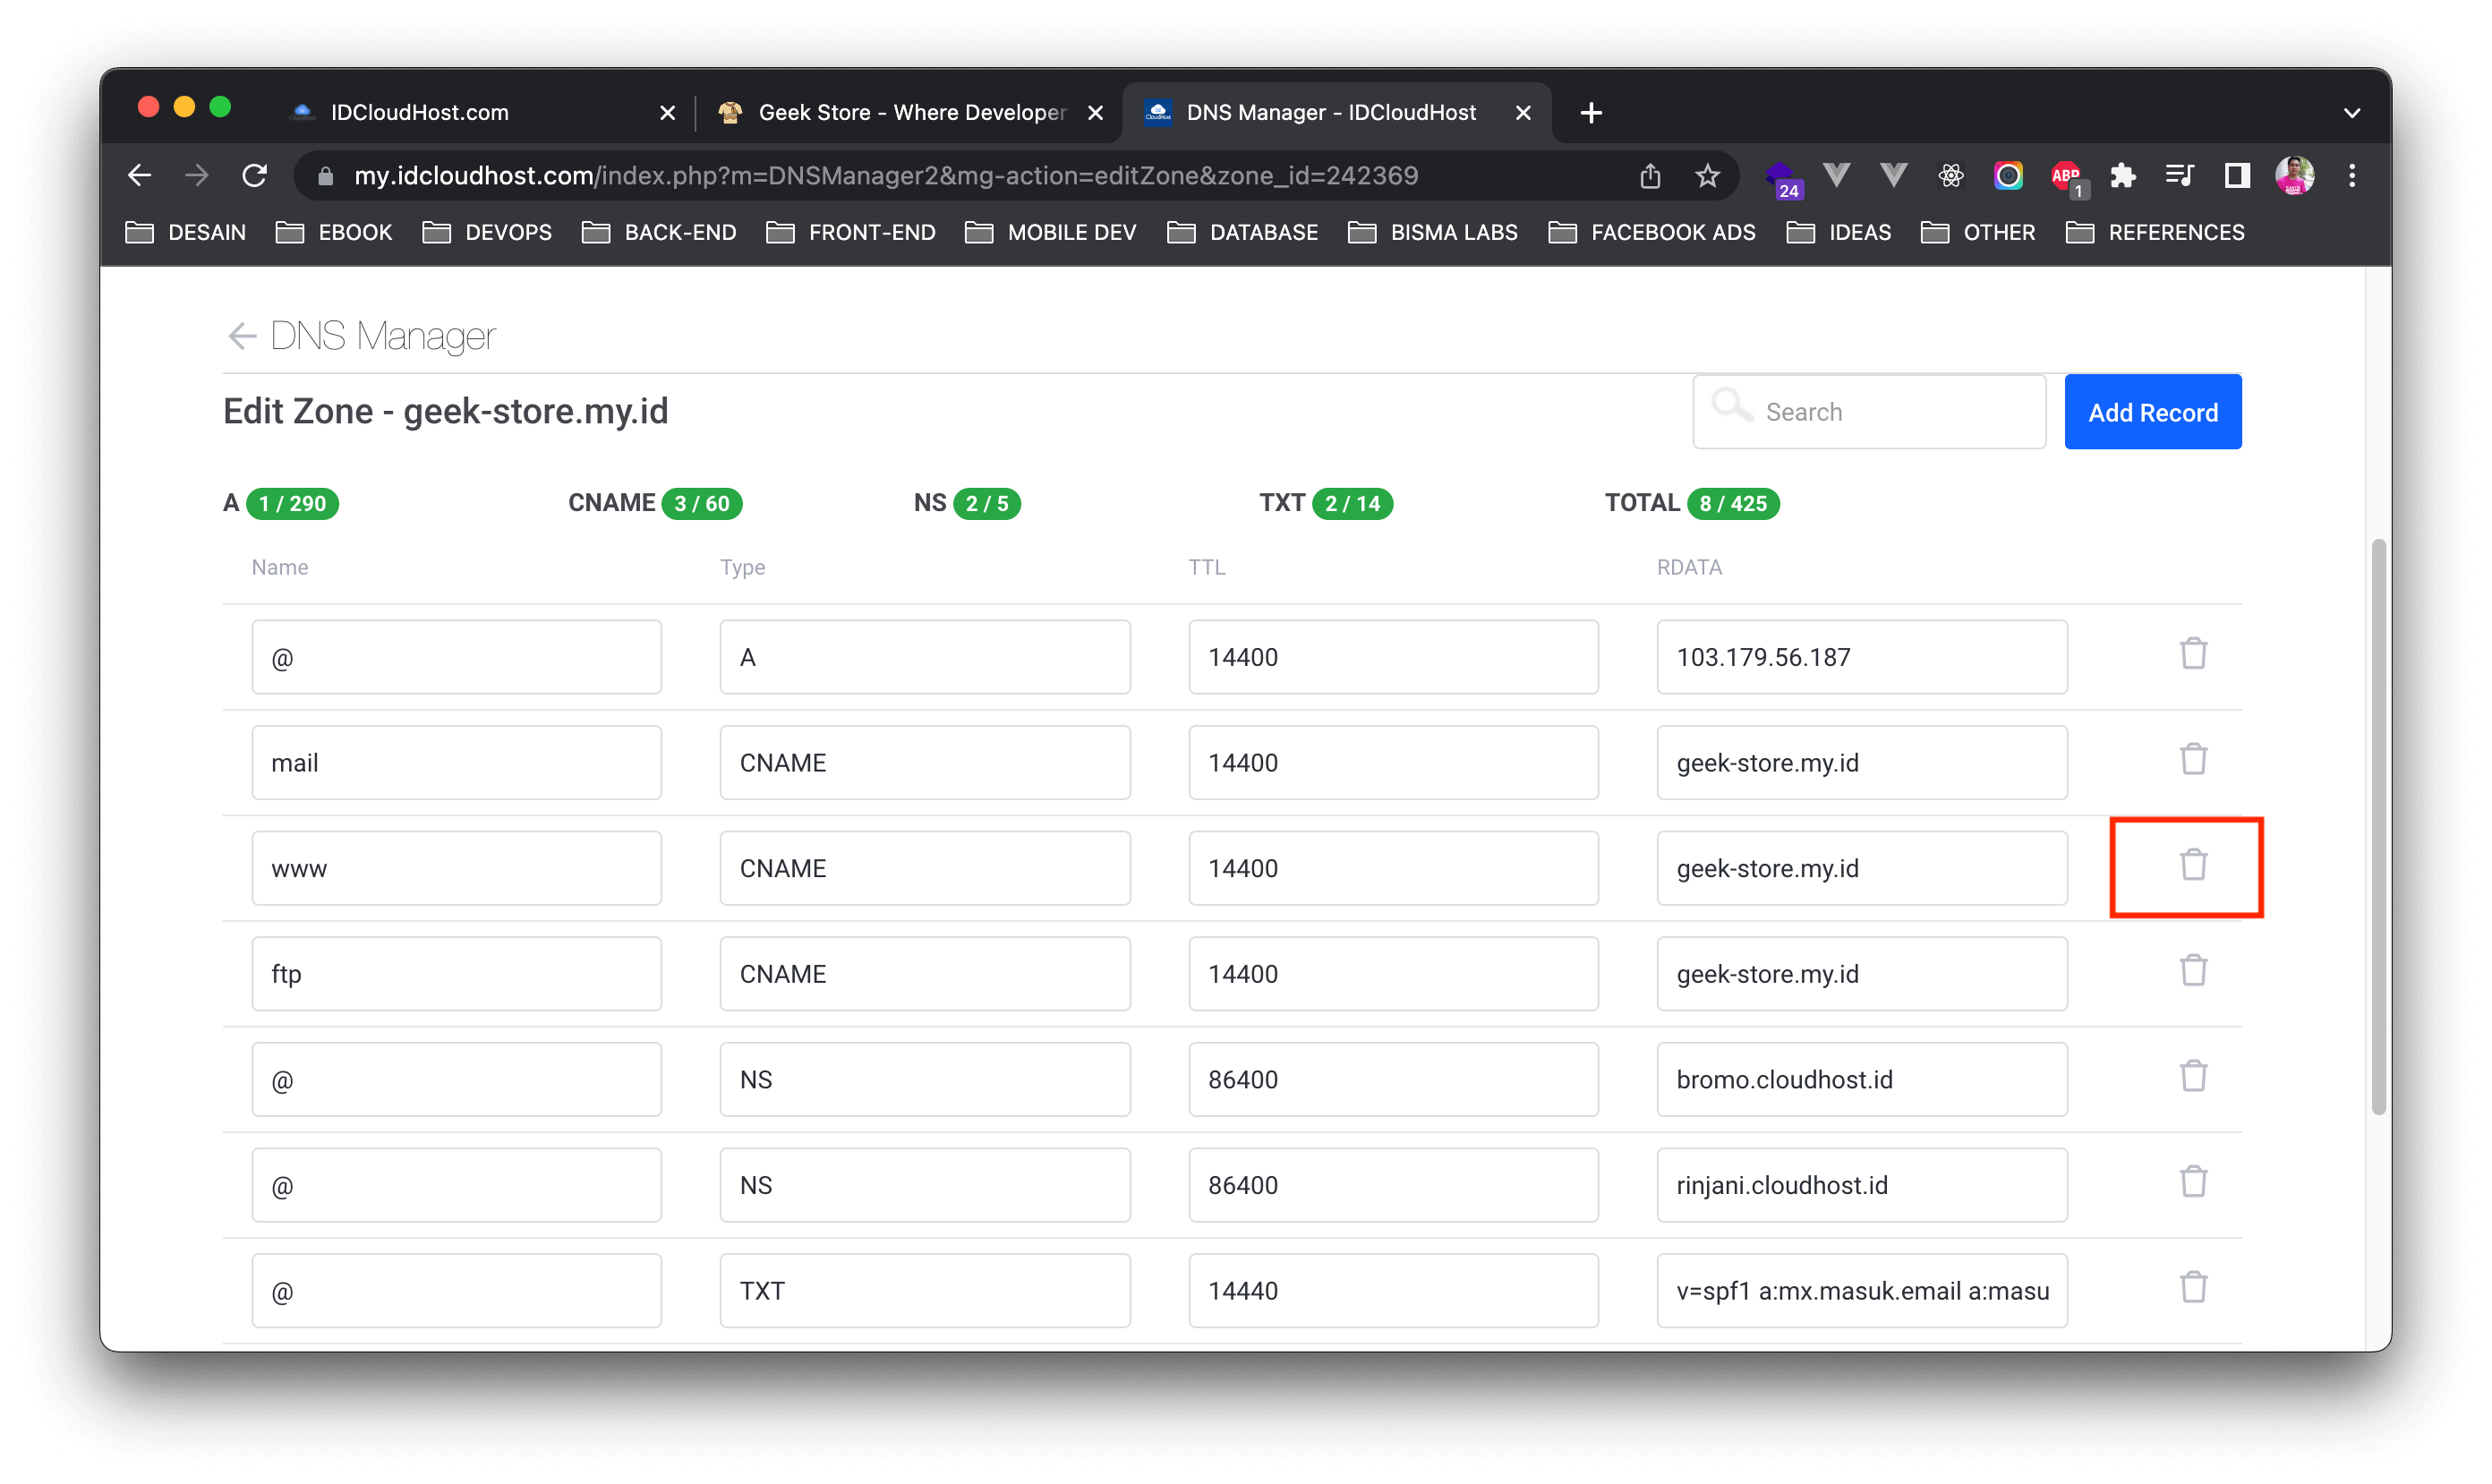 IDCloudHost.com
Geek Store - Where Developer
DNS Manager - IDCloudHost
my.idcloudhost.com/index.php?m=DNSManager2&mg-action=editZone&zone_id=242369
24
ABP
1
DESAIN EBOOK DEVOPS BACK-END FRONT-END MOBILE DEV DATABASE BISMA LABS FACEBOOK ADS IDEAS OTHER REFERENCES
DNS Manager
Edit Zone - geek-store.my.id
Search
Add Record
A 1 / 290 CNAME 3 / 60 NS 2 / 5 TXT 2 / 14 TOTAL 8 / 425
Name Type TTL RDATA
@ A 14400 103.179.56.187
mail CNAME 14400 geek-store.my.id
www CNAME 14400 geek-store.my.id
ftp CNAME 14400 geek-store.my.id
@ NS 86400 bromo.cloudhost.id
@ NS 86400 rinjani.cloudhost.id
@ TXT 14440 v=spf1 a:mx.masuk.email a:masu